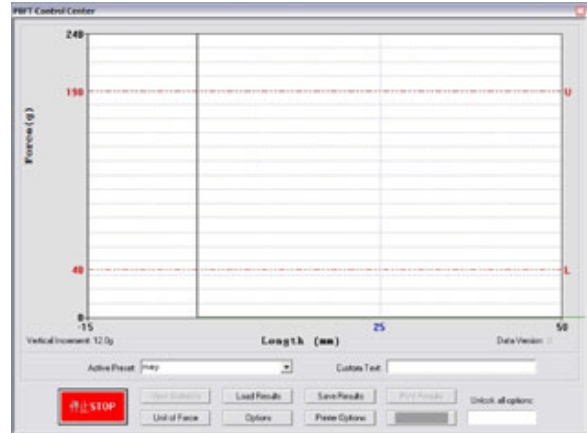 PBFT Control Center
240
190
U
Force(g)
40
L
0
-15
25
50
Vertical Increment: 12.0g
Length (mm)
Data Version:
Active Preset:
Custom Text:
停止STOP
Load Results
Save Results
Print Results
Unlock all options:
Unit of Force
Options
Printer Options